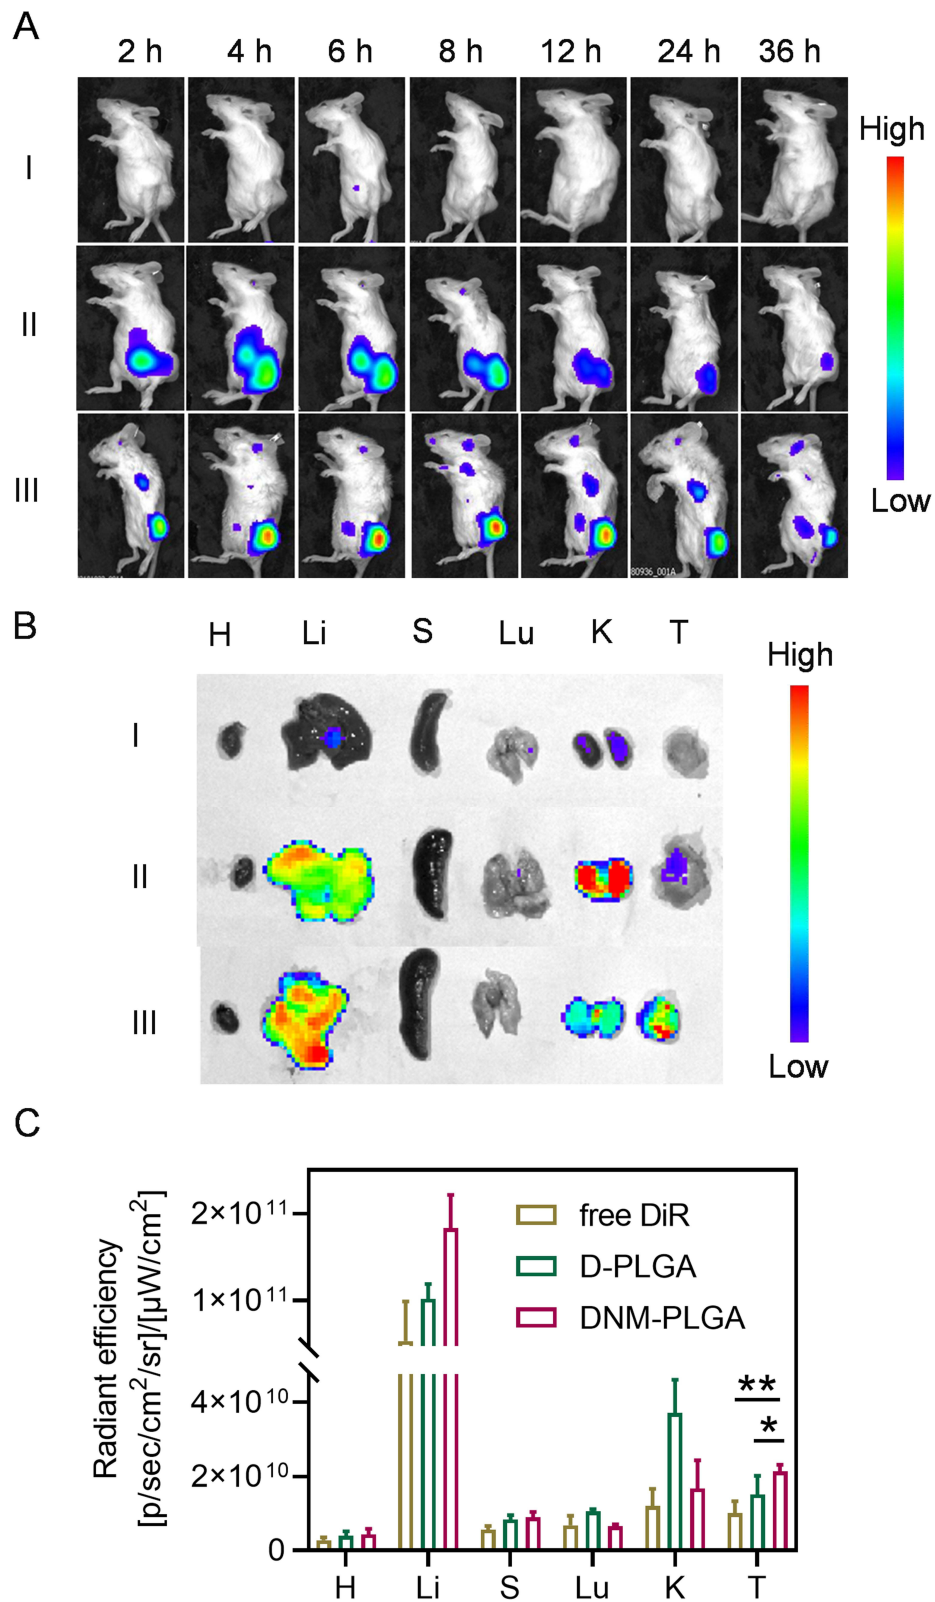 A
2 h 4 h 6 h 8 h 12 h 24 h 36 h
High
I
II
III
Low
80936_001A
B
H Li S Lu K T
High
I
II
III
Low
C
Radiant efficiency
[p/sec/cm²/sr]/[µW/cm²]
2×10¹¹
1×10¹¹
4×10¹⁰
2×10¹⁰
0
free DiR
D-PLGA
DNM-PLGA
**
*
H Li S Lu K T